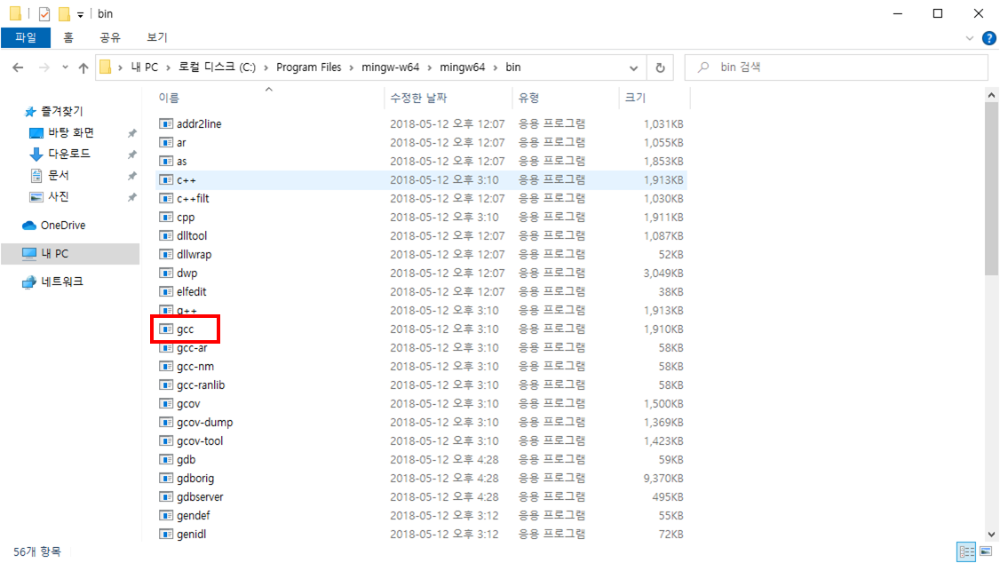 bin
파일 홈 공유 보기
내 PC › 로컬 디스크 (C:) › Program Files › mingw-w64 › mingw64 › bin
bin 검색
즐겨찾기
바탕 화면
다운로드
문서
사진
OneDrive
내 PC
네트워크
이름 수정한 날짜 유형 크기
addr2line 2018-05-12 오후 12:07 응용 프로그램 1,031KB
ar 2018-05-12 오후 12:07 응용 프로그램 1,055KB
as 2018-05-12 오후 12:07 응용 프로그램 1,853KB
c++ 2018-05-12 오후 3:10 응용 프로그램 1,913KB
c++filt 2018-05-12 오후 12:07 응용 프로그램 1,030KB
cpp 2018-05-12 오후 3:10 응용 프로그램 1,911KB
dlltool 2018-05-12 오후 12:07 응용 프로그램 1,087KB
dllwrap 2018-05-12 오후 12:07 응용 프로그램 52KB
dwp 2018-05-12 오후 12:07 응용 프로그램 3,049KB
elfedit 2018-05-12 오후 12:07 응용 프로그램 38KB
g++ 2018-05-12 오후 3:10 응용 프로그램 1,913KB
gcc 2018-05-12 오후 3:10 응용 프로그램 1,910KB
gcc-ar 2018-05-12 오후 3:10 응용 프로그램 58KB
gcc-nm 2018-05-12 오후 3:10 응용 프로그램 58KB
gcc-ranlib 2018-05-12 오후 3:10 응용 프로그램 58KB
gcov 2018-05-12 오후 3:10 응용 프로그램 1,500KB
gcov-dump 2018-05-12 오후 3:10 응용 프로그램 1,369KB
gcov-tool 2018-05-12 오후 3:10 응용 프로그램 1,423KB
gdb 2018-05-12 오후 4:28 응용 프로그램 59KB
gdborig 2018-05-12 오후 4:28 응용 프로그램 9,370KB
gdbserver 2018-05-12 오후 4:28 응용 프로그램 495KB
gendef 2018-05-12 오후 3:12 응용 프로그램 55KB
genidl 2018-05-12 오후 3:12 응용 프로그램 72KB
56개 항목